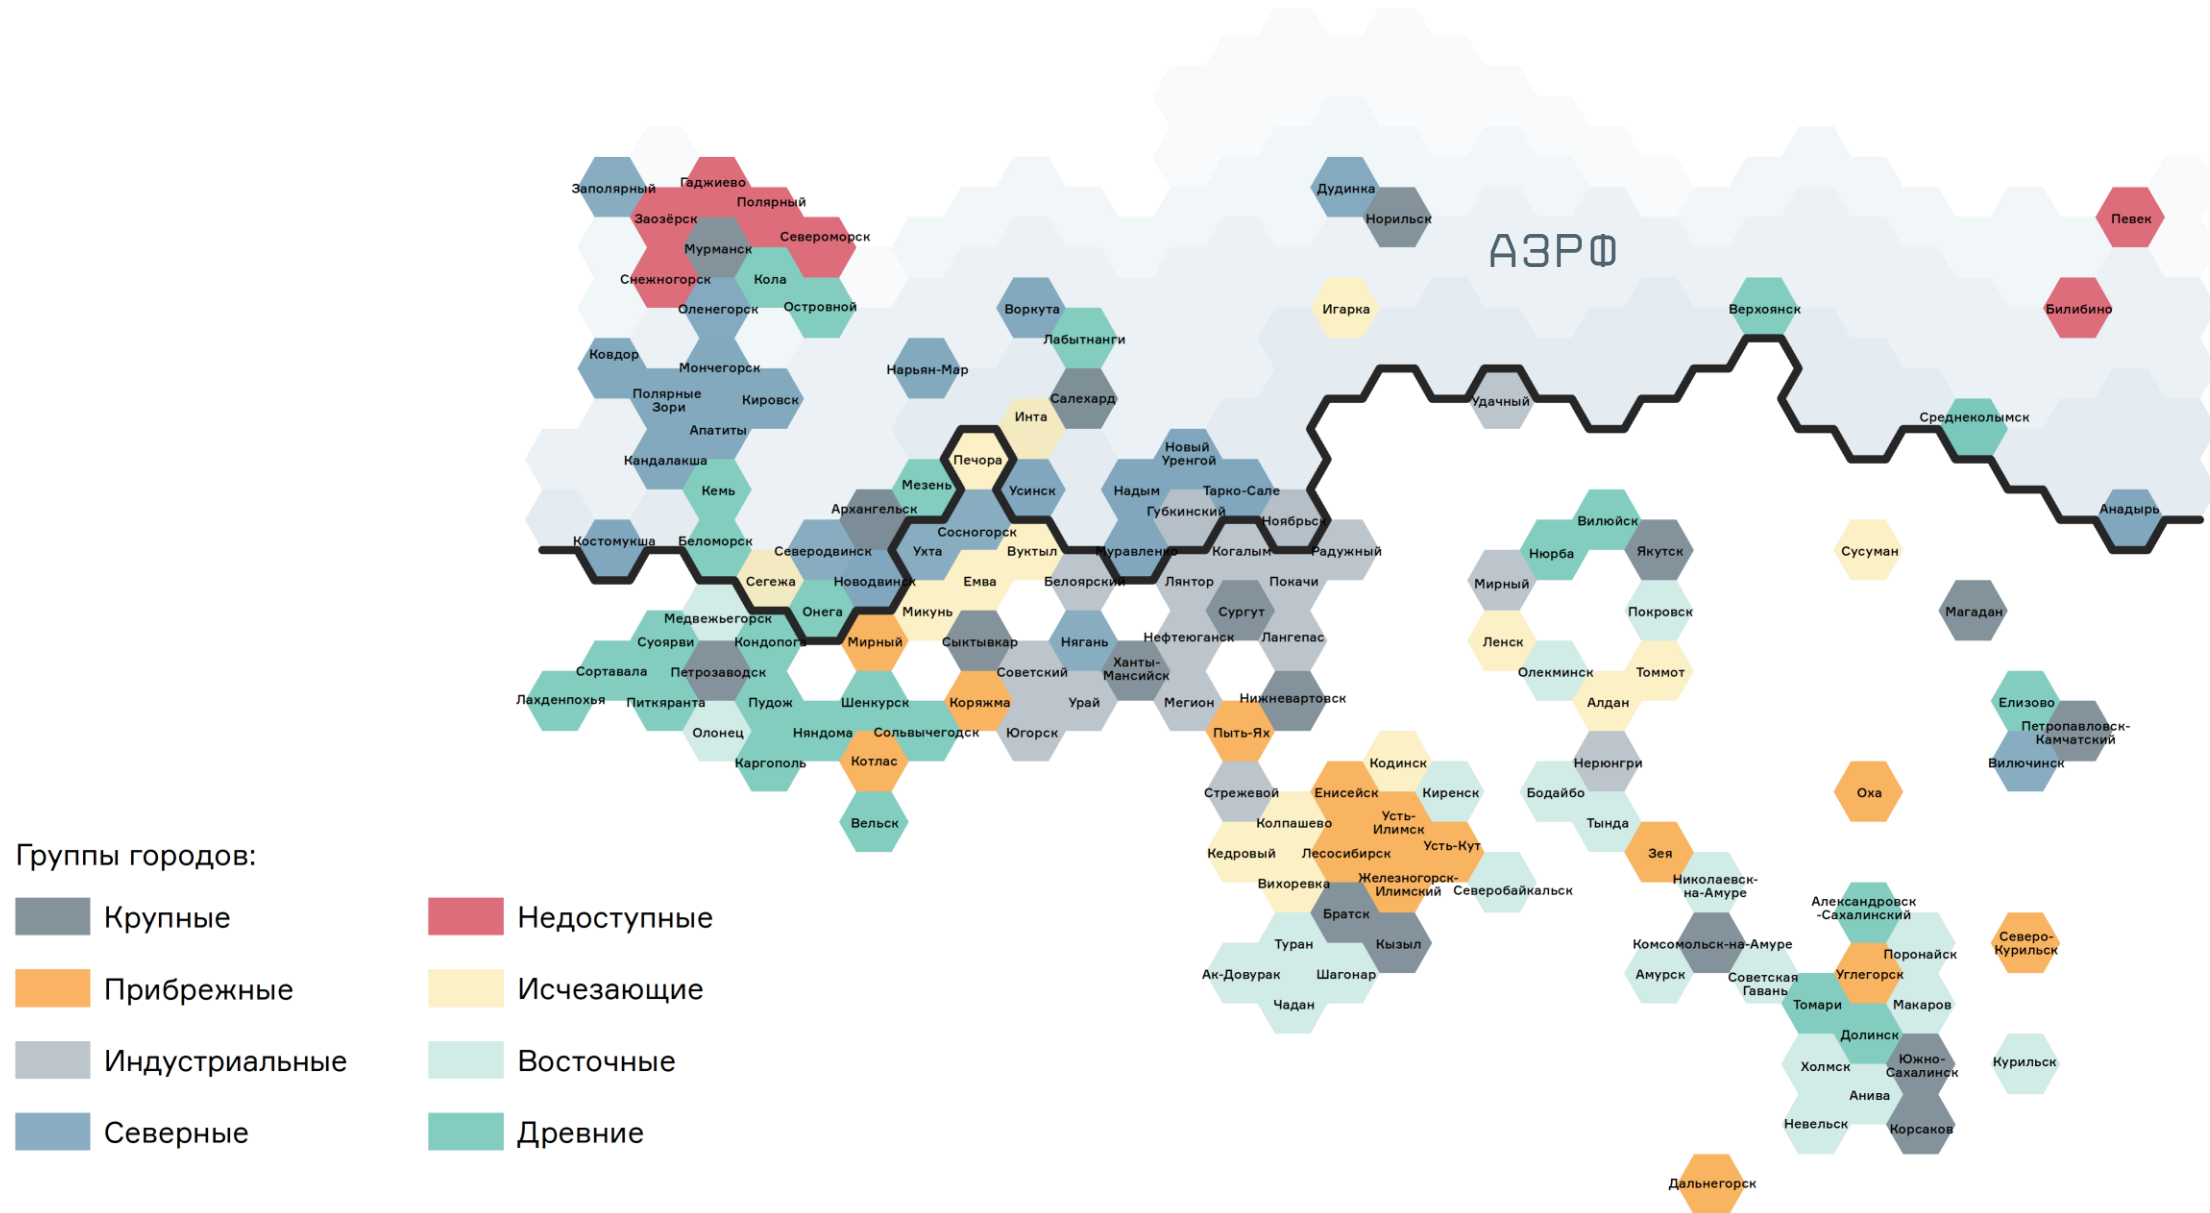 Заполярный
Гаджиево
Полярный
Заозёрск
Североморск
Мурманск
Снежногорск
Кола
Оленегорск
Островной
Ковдор
Мончегорск
Полярные
Зори
Кировск
Апатиты
Кандалакша
Кемь
Костомукша
Беломорск
Дудинка
Норильск
АЗРФ
Певек
Билибино
Воркута
Лабытнанги
Нарьян-Мар
Салехард
Инта
Игарка
Верхоянск
Удачный
Среднеколымск
Анадырь
Печора
Мезень
Усинск
Архангельск
Сосногорск
Северодвинск
Ухта
Вуктыл
Сегежа
Новодвинск
Емва
Онега
Микунь
Новый
Уренгой
Надым
Тарко-Сале
Губкинский
Ноябрьск
Муравленко
Когалым
Радужный
Белоярский
Лянтор
Покачи
Сургут
Нефтеюганск
Лангепас
Медвежьегорск
Суоярви
Кондопога
Мирный
Сыктывкар
Нягань
Ханты-
Мансийск
Сортавала
Петрозаводск
Советский
Лахденпохья
Питкяранта
Пудож
Шенкурск
Коряжма
Урай
Мегион
Нижневартовск
Олонец
Няндома
Сольвычегодск
Югорск
Пыть-Ях
Каргополь
Котлас
Вельск
Вилюйск
Нюрба
Якутск
Сусуман
Мирный
Покровск
Магадан
Ленск
Олекминск
Томмот
Алдан
Елизово
Петропавловск-
Камчатский
Вилючинск
Нерюнгри
Бодайбо
Тында
Оха
Стрежевой
Енисейск
Кодинск
Киренск
Колпашево
Усть-
Илимск
Кедровый
Лесосибирск
Усть-Кут
Вихоревка
Железногорск-
Илимский
Северобайкальск
Братск
Туран
Кызыл
Ак-Довурак
Шагонар
Чадан
Зея
Николаевск-
на-Амуре
Александровск
-Сахалинский
Комсомольск-на-Амуре
Поронайск
Северо-
Курильск
Амурск
Советская
Гавань
Углегорск
Томари
Макаров
Долинск
Холмск
Южно-
Сахалинск
Курильск
Анива
Невельск
Корсаков
Дальнегорск
Группы городов:
Крупные
Прибрежные
Индустриальные
Северные
Недоступные
Исчезающие
Восточные
Древние